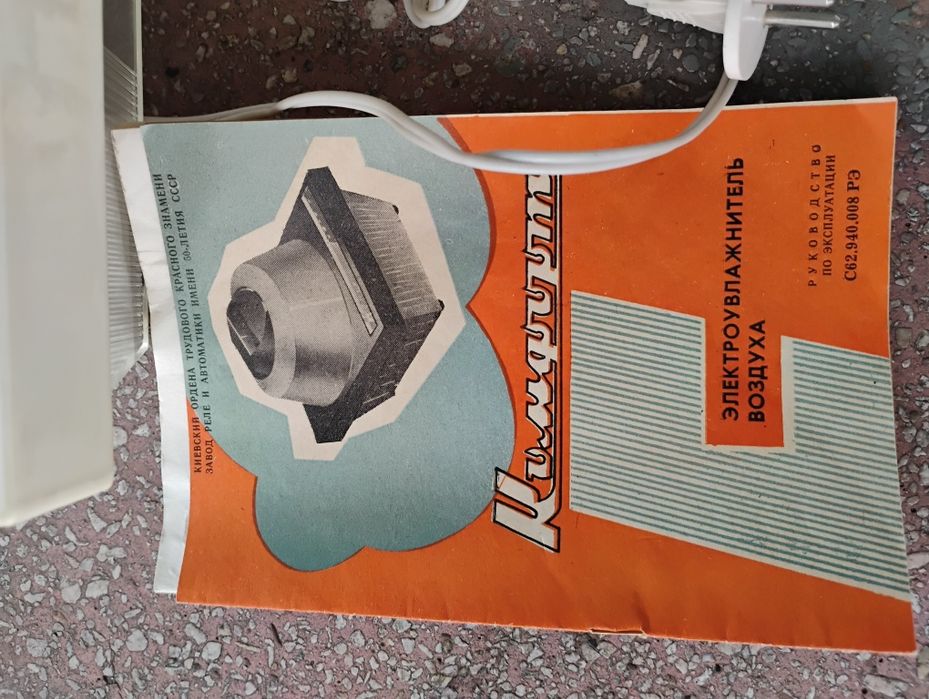 КИЕВСКИЙ ОРДЕНА ТРУДОВОГО КРАСНОГО ЗНАМЕНИ
ЗАВОД РЕЛЕ И АВТОМАТИКИ ИМЕНИ 50-ЛЕТИЯ СССР
Климатит
ЭЛЕКТРОУВЛАЖНИТЕЛЬ
ВОЗДУХА
РУКОВОДСТВО
ПО ЭКСПЛУАТАЦИИ
С62.940.008 РЭ